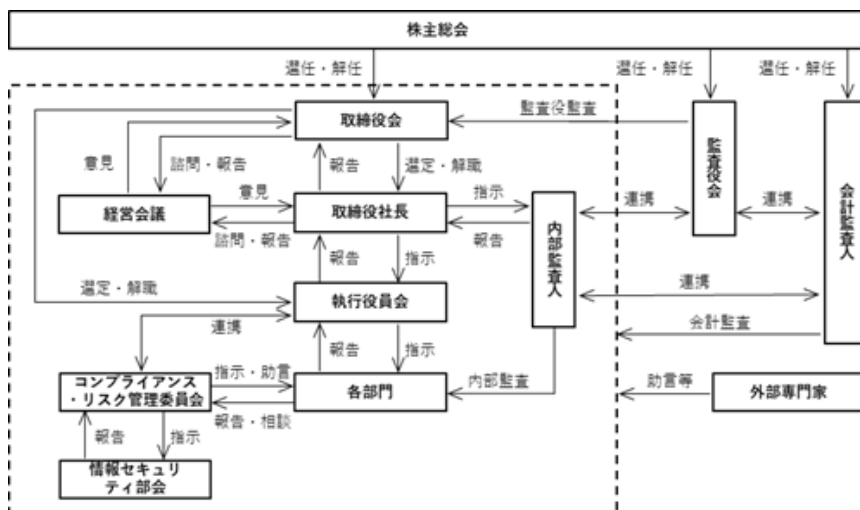 株主総会
選任・解任
選任・解任
選任・解任
取締役会
監査役監査
監査役会
会計監査人
意見
諮問・報告
報告
選定・解職
経営会議
意見
諮問・報告
取締役社長
指示
報告
内部監査人
連携
連携
報告
指示
選定・解職
執行役員会
連携
連携
会計監査
報告
指示
コンプライアンス
・リスク管理委員会
指示・助言
報告・相談
各部門
内部監査
助言等
外部専門家
報告
指示
情報セキュリ
ティ部会